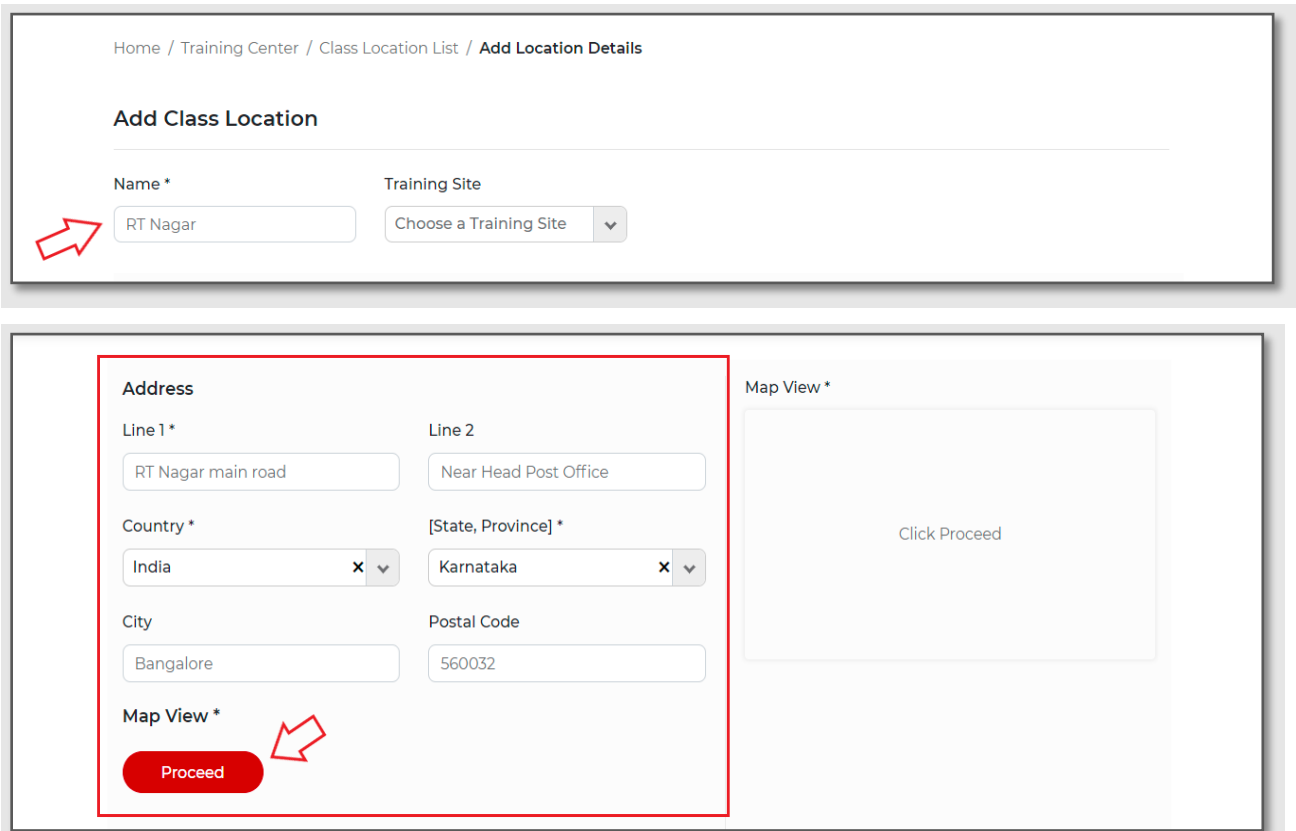 Home / Training Center / Class Location List / Add Location Details
Add Class Location
Name * Training Site
RT Nagar Choose a Training Site
Address Map View *
Line 1 * Line 2
RT Nagar main road Near Head Post Office
Country * [State, Province] *
Click Proceed
India × Karnataka ×
City Postal Code
Bangalore 560032
Map View *
Proceed